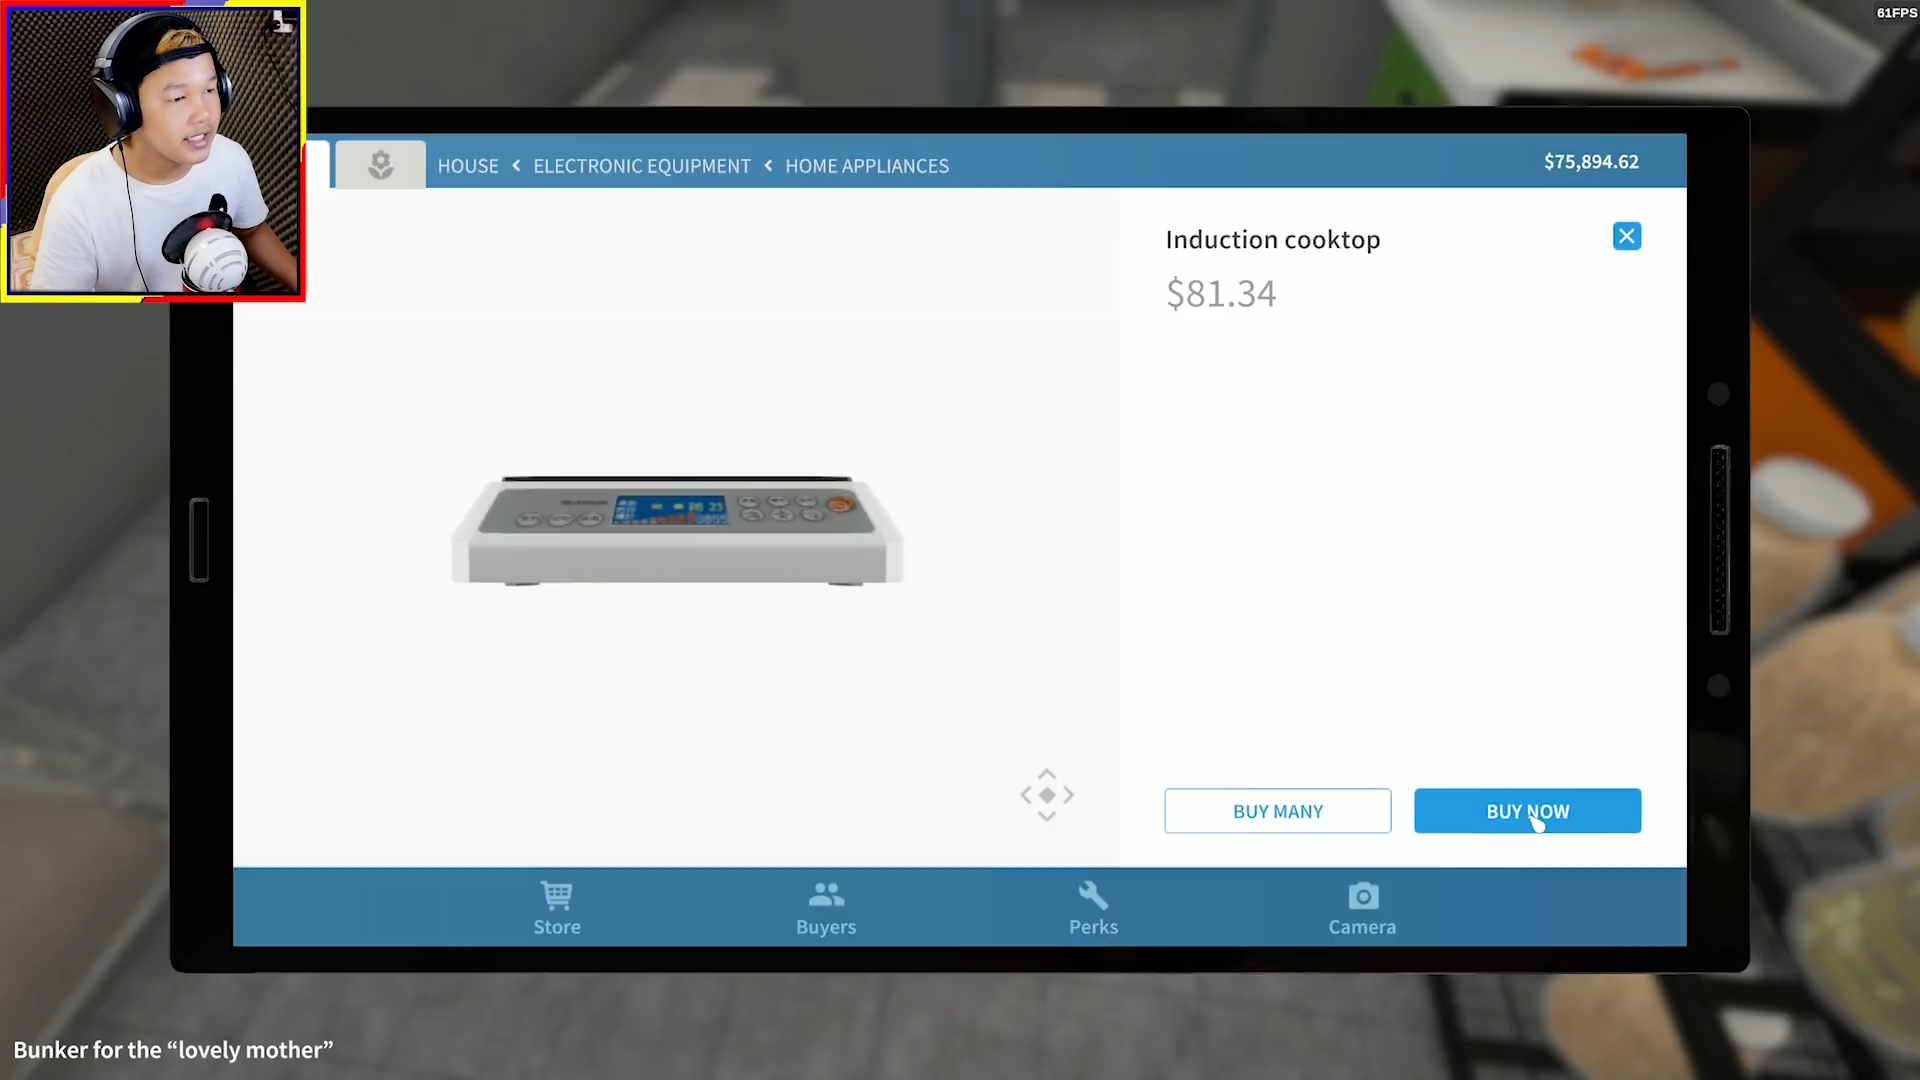 61FPS
HOUSE < ELECTRONIC EQUIPMENT < HOME APPLIANCES
$75,894.62
Induction cooktop
$81.34
BUY MANY
BUY NOW
Store
Buyers
Perks
Camera
Bunker for the “lovely mother”